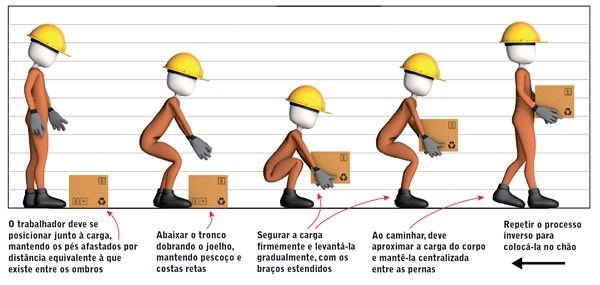 O trabalhador deve se
posicionar junto à carga,
mantendo os pés afastados por
distância equivalente à que
existe entre os ombros
Abaixar o tronco
dobrando o joelho,
mantendo pescoço e
costas retas
Segurar a carga
firmemente e levantá-la
gradualmente, com os
braços estendidos
Ao caminhar, deve
aproximar a carga do corpo
e mantê-la centralizada
entre as pernas
Repetir o processo
inverso para
colocá-la no chão